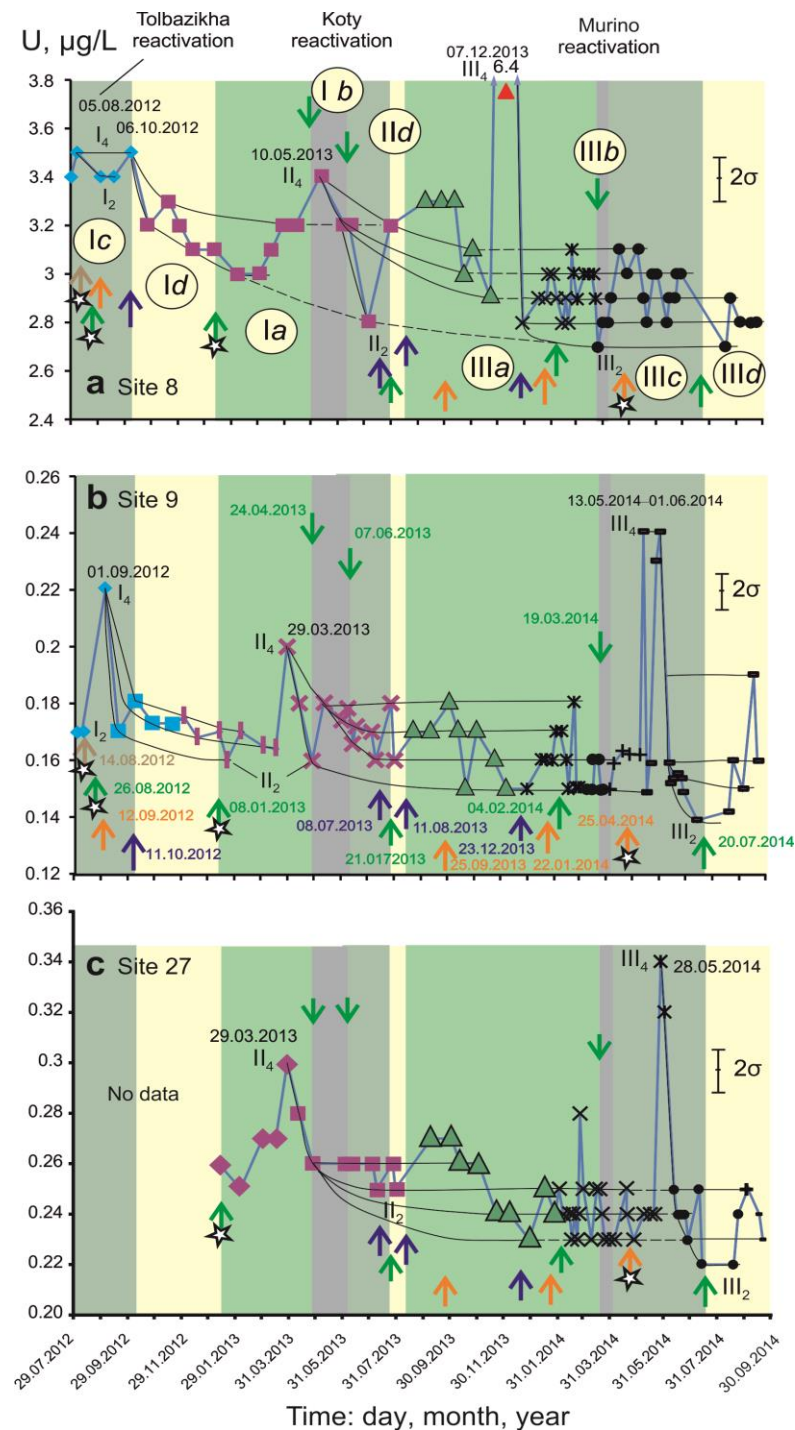 Tolbazikha
reactivation
Koty
reactivation
Murino
reactivation
U, µg/L
07.12.2013
III4 6.4
3.8
3.6
3.4
3.2
3
2.8
2.6
2.4
05.08.2012
I4
06.10.2012
I2
I c
I d
I a
I b
10.05.2013
II4
II d
II2
IIIb
2σ
IIIa
III2
IIIc
IIId
a Site 8
0.26
0.24
0.22
0.2
0.18
0.16
0.14
0.12
b Site 9
24.04.2013
07.06.2013
13.05.2014–01.06.2014
III4
01.09.2012
I4
29.03.2013
II4
19.03.2014
2σ
I2
II2
14.08.2012
26.08.2012
12.09.2012
11.10.2012
08.01.2013
08.07.2013
21.0172013
11.08.2013
04.02.2014
23.12.2013
25.09.2013
22.01.2014
25.04.2014
III2
20.07.2014
0.36
0.34
0.32
0.3
0.28
0.26
0.24
0.22
0.20
c Site 27
No data
29.03.2013
II4
II2
III4
28.05.2014
2σ
III2
29.07.2012
29.09.2012
29.11.2012
29.01.2013
31.03.2013
31.05.2013
31.07.2013
30.09.2013
30.11.2013
31.01.2014
31.03.2014
31.05.2014
31.07.2014
30.09.2014
Time: day, month, year